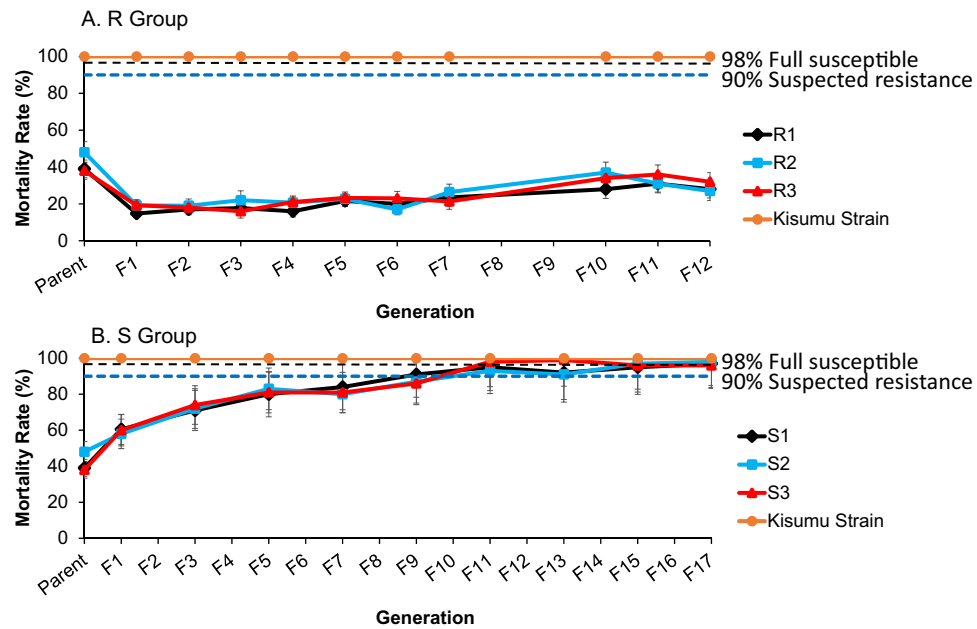 A. R Group
Mortality Rate (%)
100
80
60
40
20
0
98% Full susceptible
90% Suspected resistance
R1
R2
R3
Kisumu Strain
Parent F1 F2 F3 F4 F5 F6 F7 F8 F9 F10 F11 F12
Generation
B. S Group
Mortality Rate (%)
100
80
60
40
20
0
98% Full susceptible
90% Suspected resistance
S1
S2
S3
Kisumu Strain
Parent F1 F2 F3 F4 F5 F6 F7 F8 F9 F10 F11 F12 F13 F14 F15 F16 F17
Generation